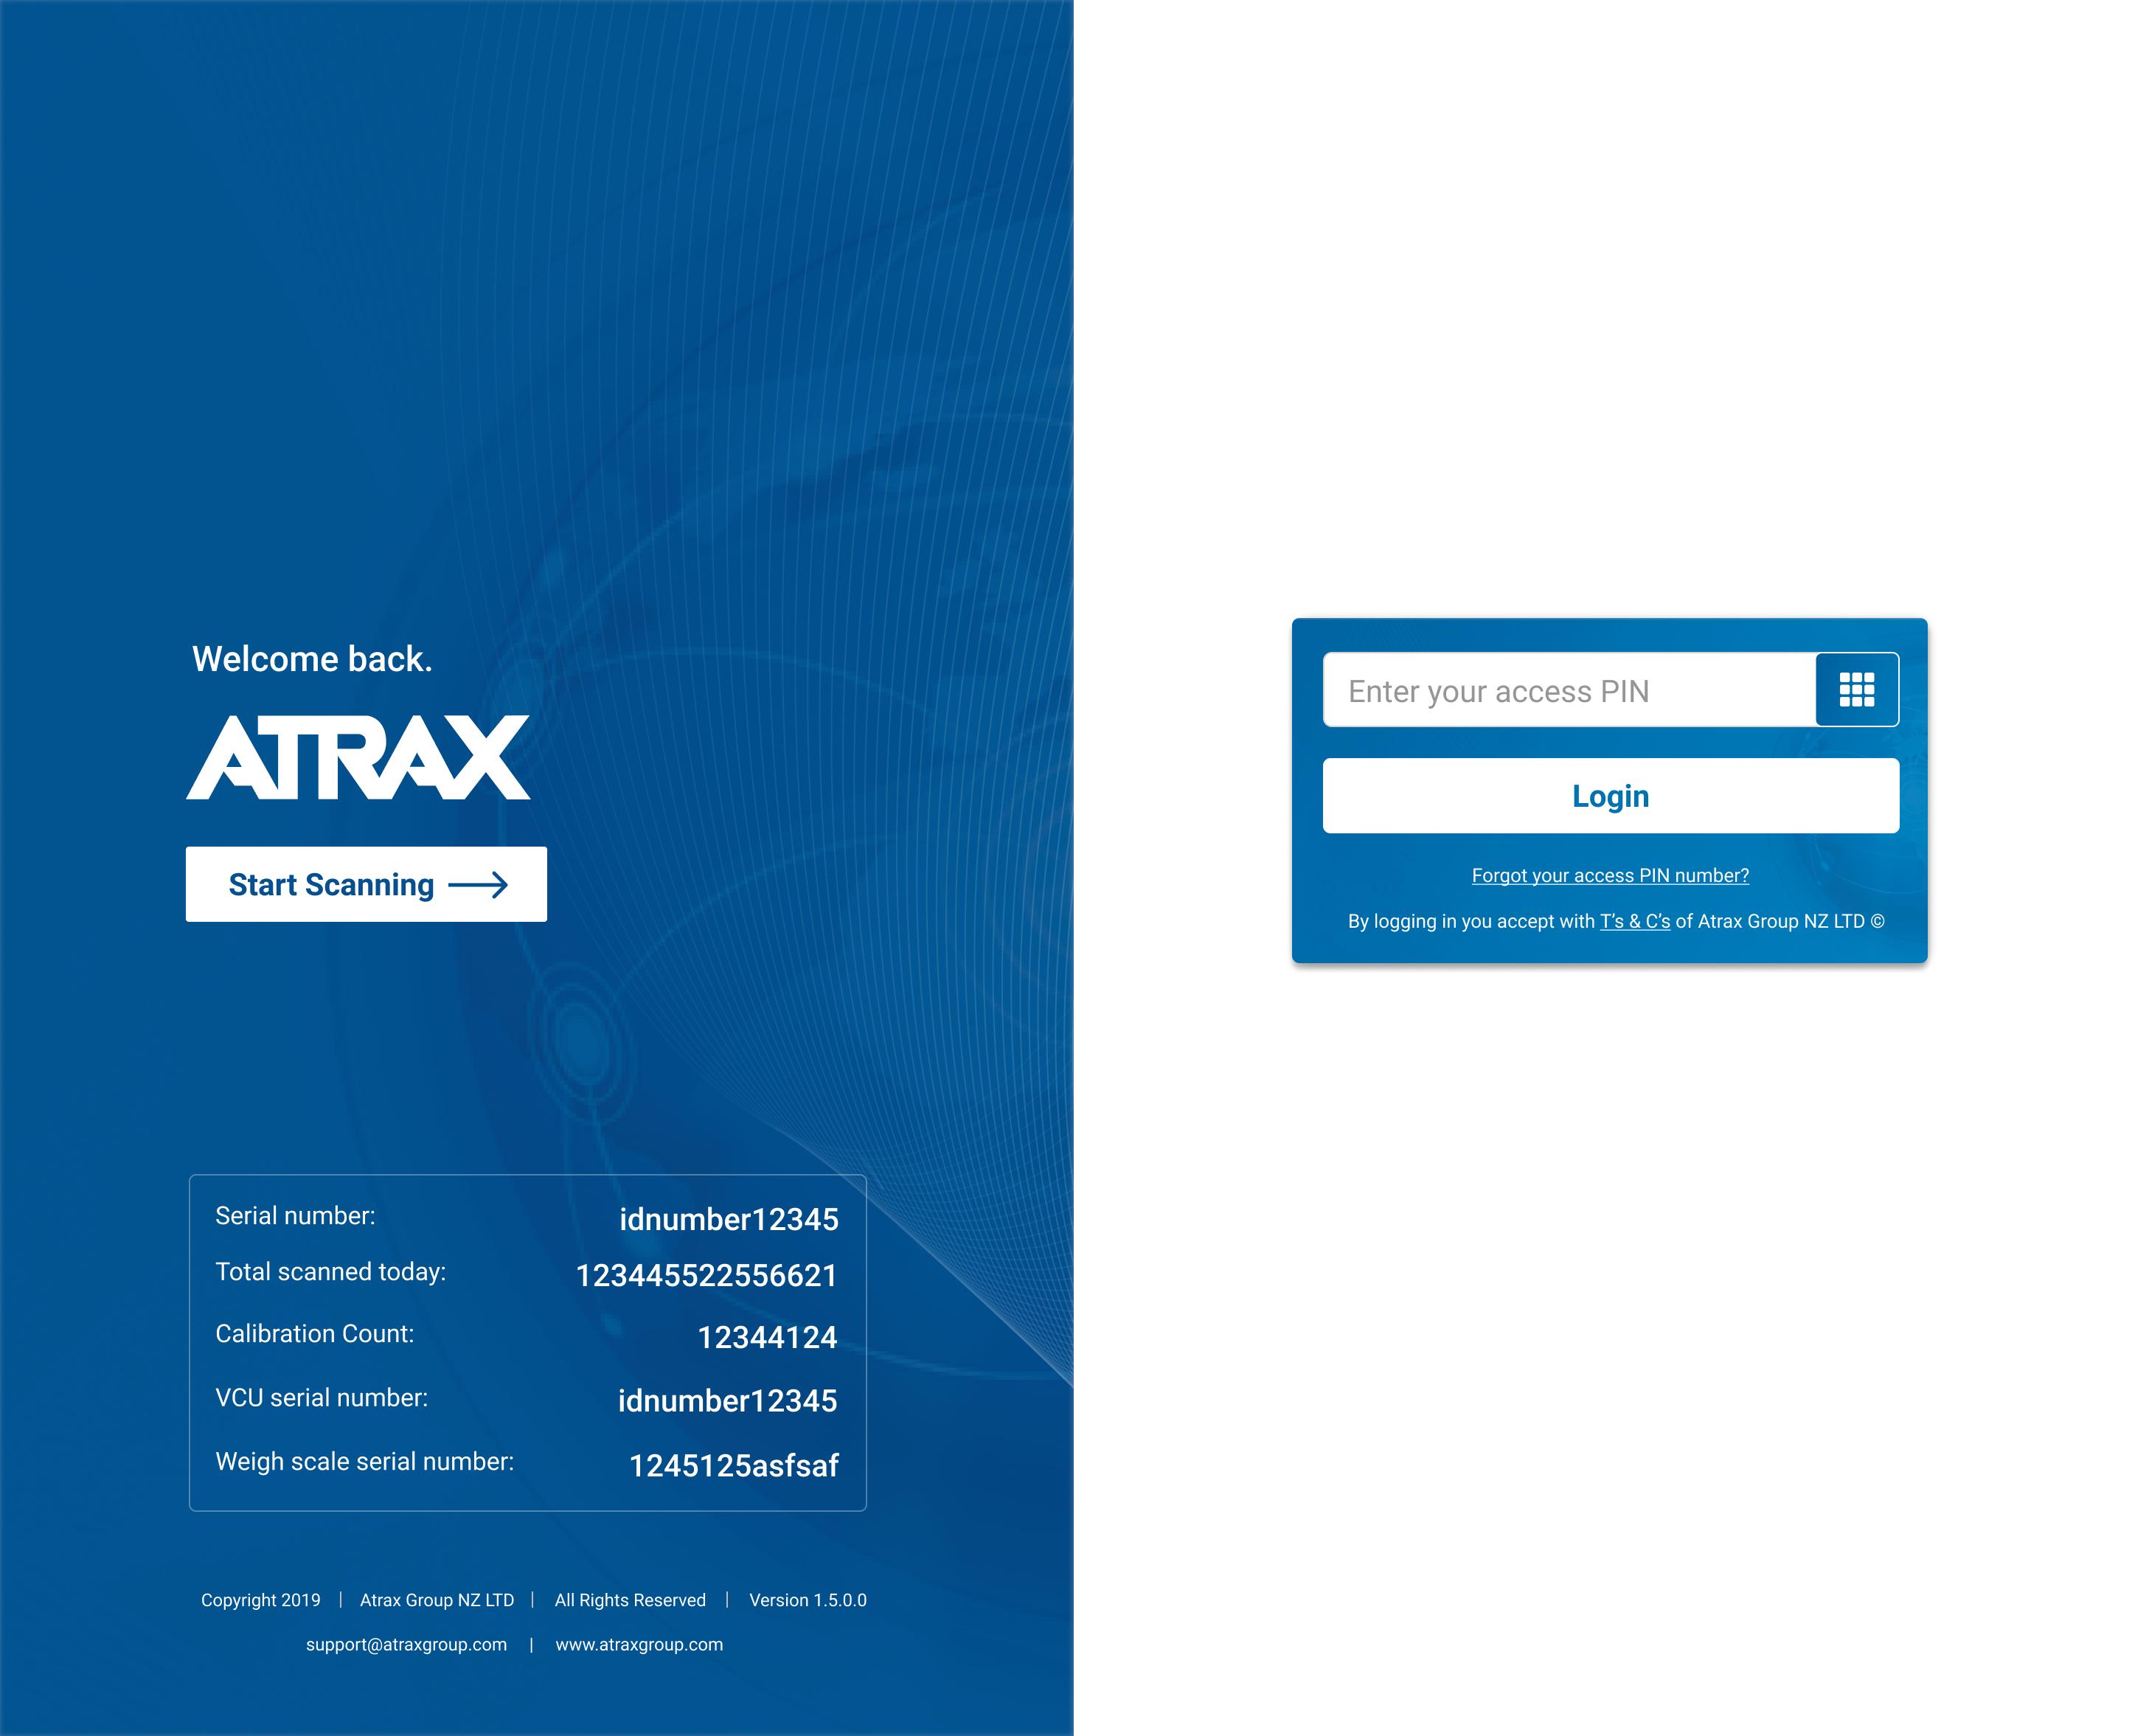 Welcome back.
ATRAX
Start Scanning
Serial number: idnumber12345
Total scanned today: 123445522556621
Calibration Count: 12344124
VCU serial number: idnumber12345
Weigh scale serial number: 1245125asfsaf
Copyright 2019 | Atrax Group NZ LTD | All Rights Reserved | Version 1.5.0.0
support@atraxgroup.com | www.atraxgroup.com
Enter your access PIN
Login
Forgot your access PIN number?
By logging in you accept with T’s & C’s of Atrax Group NZ LTD ©